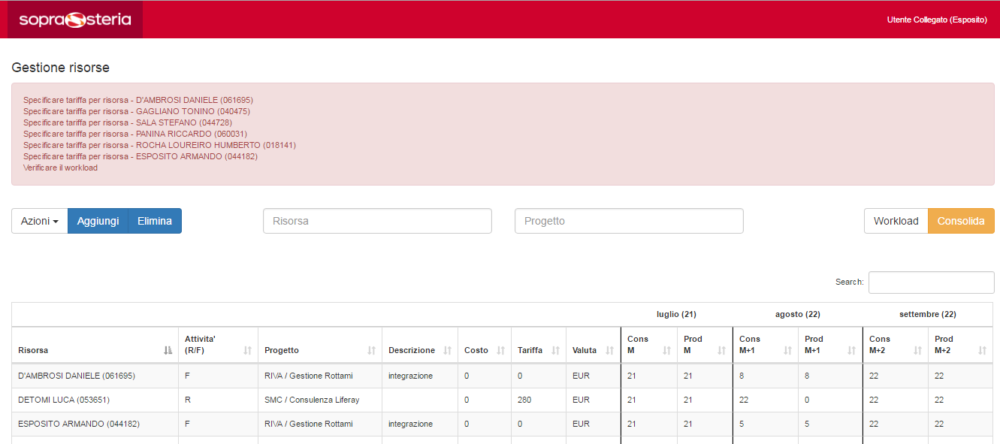 sopra steria
Utente Collegato (Esposito)
Gestione risorse
Specificare tariffa per risorsa - D'AMBROSI DANIELE (061695)
Specificare tariffa per risorsa - GAGLIANO TONINO (040475)
Specificare tariffa per risorsa - SALA STEFANO (044728)
Specificare tariffa per risorsa - PANINA RICCARDO (060031)
Specificare tariffa per risorsa - ROCHA LOUREIRO HUMBERTO (018141)
Specificare tariffa per risorsa - ESPOSITO ARMANDO (044182)
Verificare il workload
Azioni Aggiungi Elimina Risorsa Progetto Workload Consolida
Search:
luglio (21) agosto (22) settembre (22)
Risorsa Attivita' (R/F) Progetto Descrizione Costo Tariffa Valuta Cons M Prod M Cons M+1 Prod M+1 Cons M+2 Prod M+2
D'AMBROSI DANIELE (061695) F RIVA / Gestione Rottami integrazione 0 0 EUR 21 21 8 8 22 22
DETOMI LUCA (053651) R SMC / Consulenza Liferay 0 280 EUR 21 21 22 0 22 22
ESPOSITO ARMANDO (044182) F RIVA / Gestione Rottami integrazione 0 0 EUR 21 21 5 5 22 22